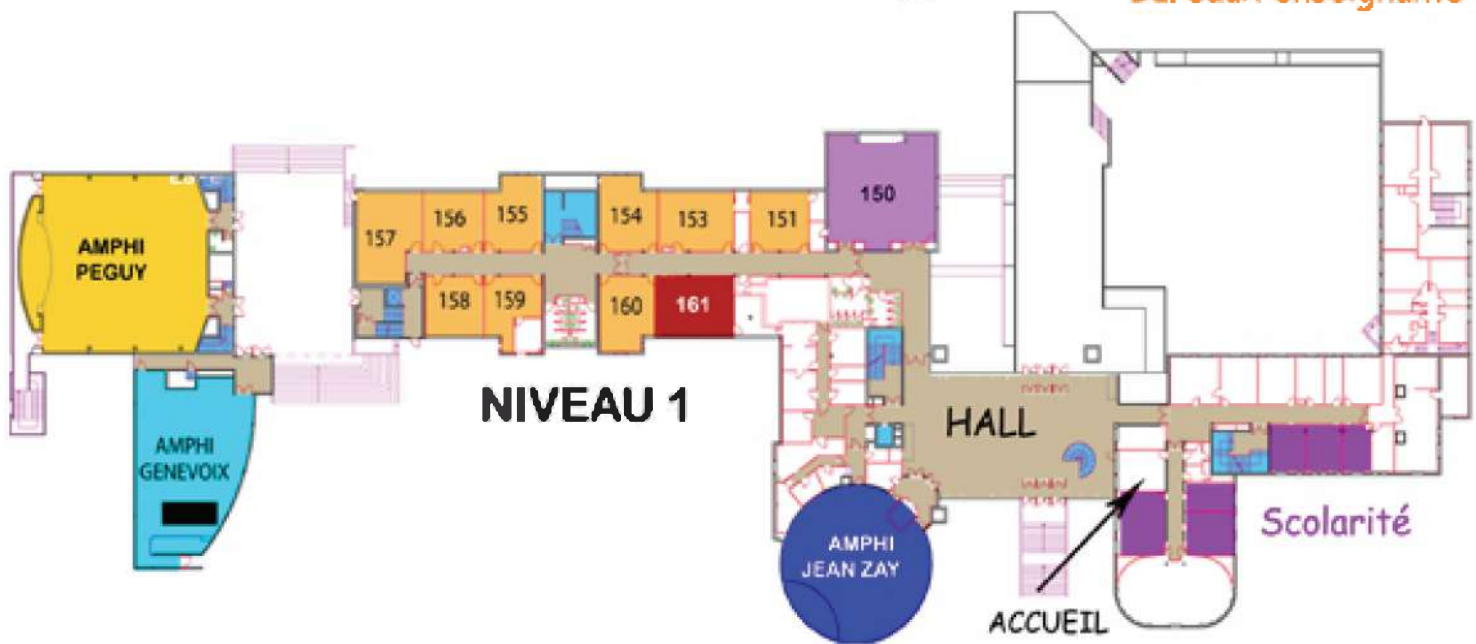 150
155
154
153
151
156
157
AMPHI
PEGUY
158
159
160
161
NIVEAU 1
HALL
AMPHI
GENEVOIX
Scolarité
AMPHI
JEAN ZAY
ACCUEIL